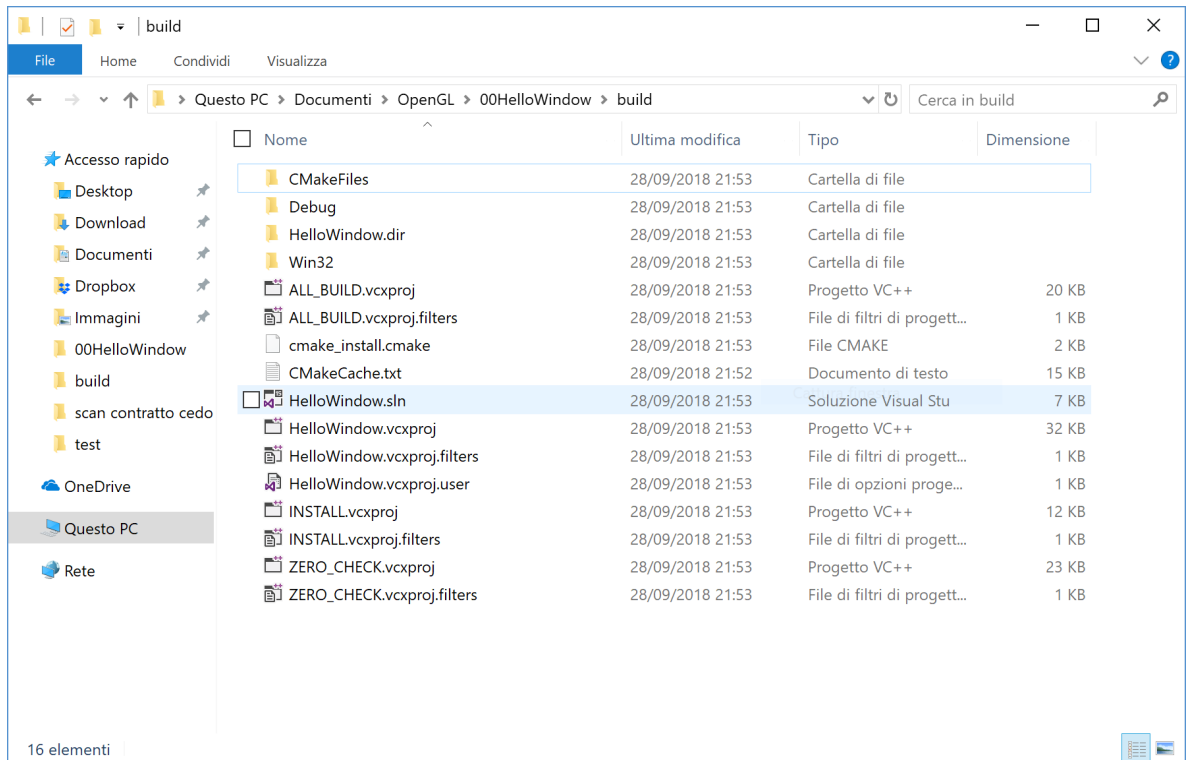 build
File Home Condividi Visualizza
Questo PC > Documenti > OpenGL > 00HelloWindow > build
Cerca in build
Nome Ultima modifica Tipo Dimensione
Accesso rapido
Desktop
Download
Documenti
Dropbox
Immagini
00HelloWindow
build
scan contratto cedo
test
OneDrive
Questo PC
Rete
CMakeFiles 28/09/2018 21:53 Cartella di file
Debug 28/09/2018 21:53 Cartella di file
HelloWindow.dir 28/09/2018 21:53 Cartella di file
Win32 28/09/2018 21:53 Cartella di file
ALL_BUILD.vcxproj 28/09/2018 21:53 Progetto VC++ 20 KB
ALL_BUILD.vcxproj.filters 28/09/2018 21:53 File di filtri di progett... 1 KB
cmake_install.cmake 28/09/2018 21:53 File CMAKE 2 KB
CMakeCache.txt 28/09/2018 21:52 Documento di testo 15 KB
HelloWindow.sln 28/09/2018 21:53 Soluzione Visual Stu 7 KB
HelloWindow.vcxproj 28/09/2018 21:53 Progetto VC++ 32 KB
HelloWindow.vcxproj.filters 28/09/2018 21:53 File di filtri di progett... 1 KB
HelloWindow.vcxproj.user 28/09/2018 21:53 File di opzioni proge... 1 KB
INSTALL.vcxproj 28/09/2018 21:53 Progetto VC++ 12 KB
INSTALL.vcxproj.filters 28/09/2018 21:53 File di filtri di progett... 1 KB
ZERO_CHECK.vcxproj 28/09/2018 21:53 Progetto VC++ 23 KB
ZERO_CHECK.vcxproj.filters 28/09/2018 21:53 File di filtri di progett... 1 KB
16 elementi